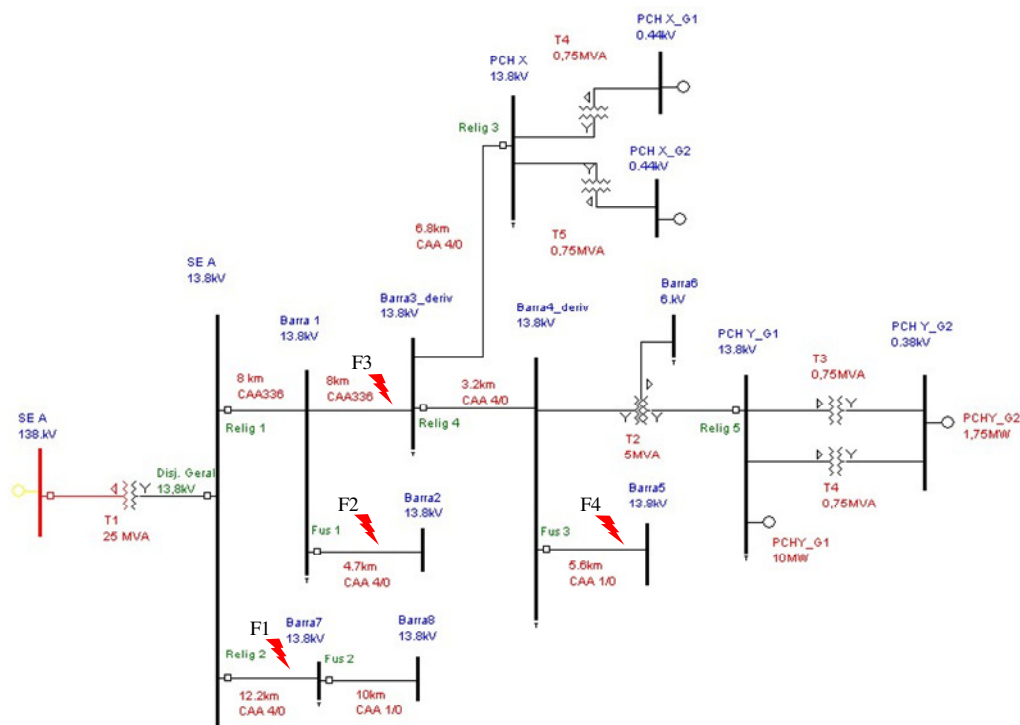 PCH X_G1
0.44kV
T4
0,75MVA
PCH X
13.8kV
Relig 3
PCH X_G2
0.44kV
T5
0,75MVA
6.8km
CAA 4/0
SE A
13.8kV
Barra 1
13.8kV
Barra3_deriv
13.8kV
Barra4_deriv
13.8kV
Barra6
6.kV
PCH Y_G1
13.8kV
PCH Y_G2
0.38kV
F3
8 km
CAA336
8km
CAA336
3.2km
CAA 4/0
T3
0,75MVA
Relig 1
Relig 4
T2
5MVA
Relig 5
PCHY_G2
1,75MW
SE A
138.kV
Disj. Geral
13,8kV
T1
25 MVA
T4
0,75MVA
F2
Barra2
13.8kV
F4
Barra5
13.8kV
Fus 1
4.7km
CAA 4/0
Fus 3
5.6km
CAA 1/0
PCHY_G1
10MW
F1
Barra7
13.8kV
Barra8
13.8kV
Relig 2
Fus 2
12.2km
CAA 4/0
10km
CAA 1/0